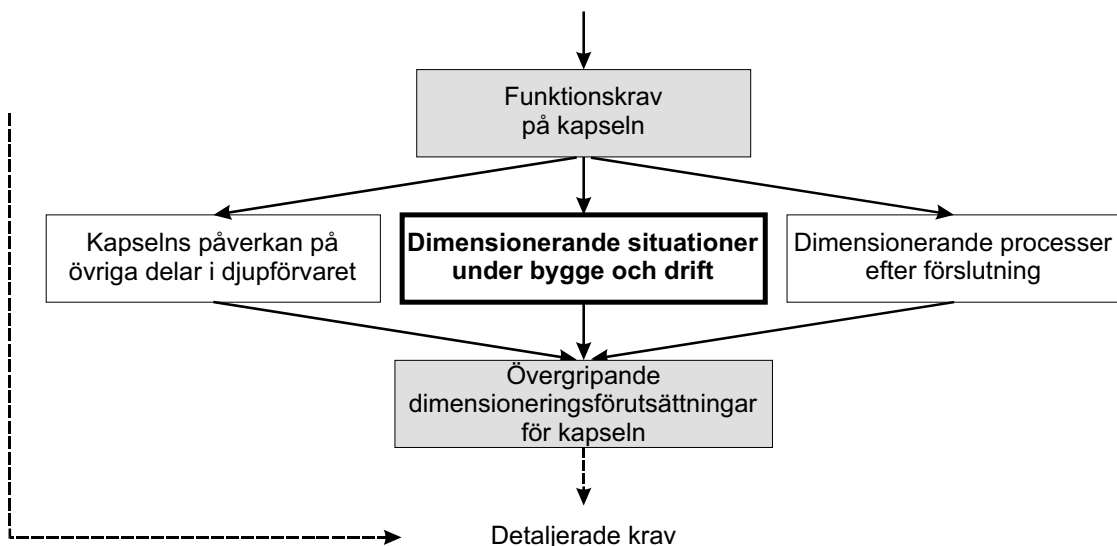 Funktionskrav
på kapseln
Kapselns påverkan på
övriga delar i djupförvaret
Dimensionerande situationer
under bygge och drift
Dimensionerande processer
efter förslutning
Övergripande
dimensioneringsförutsättningar
för kapseln
Detaljerade krav